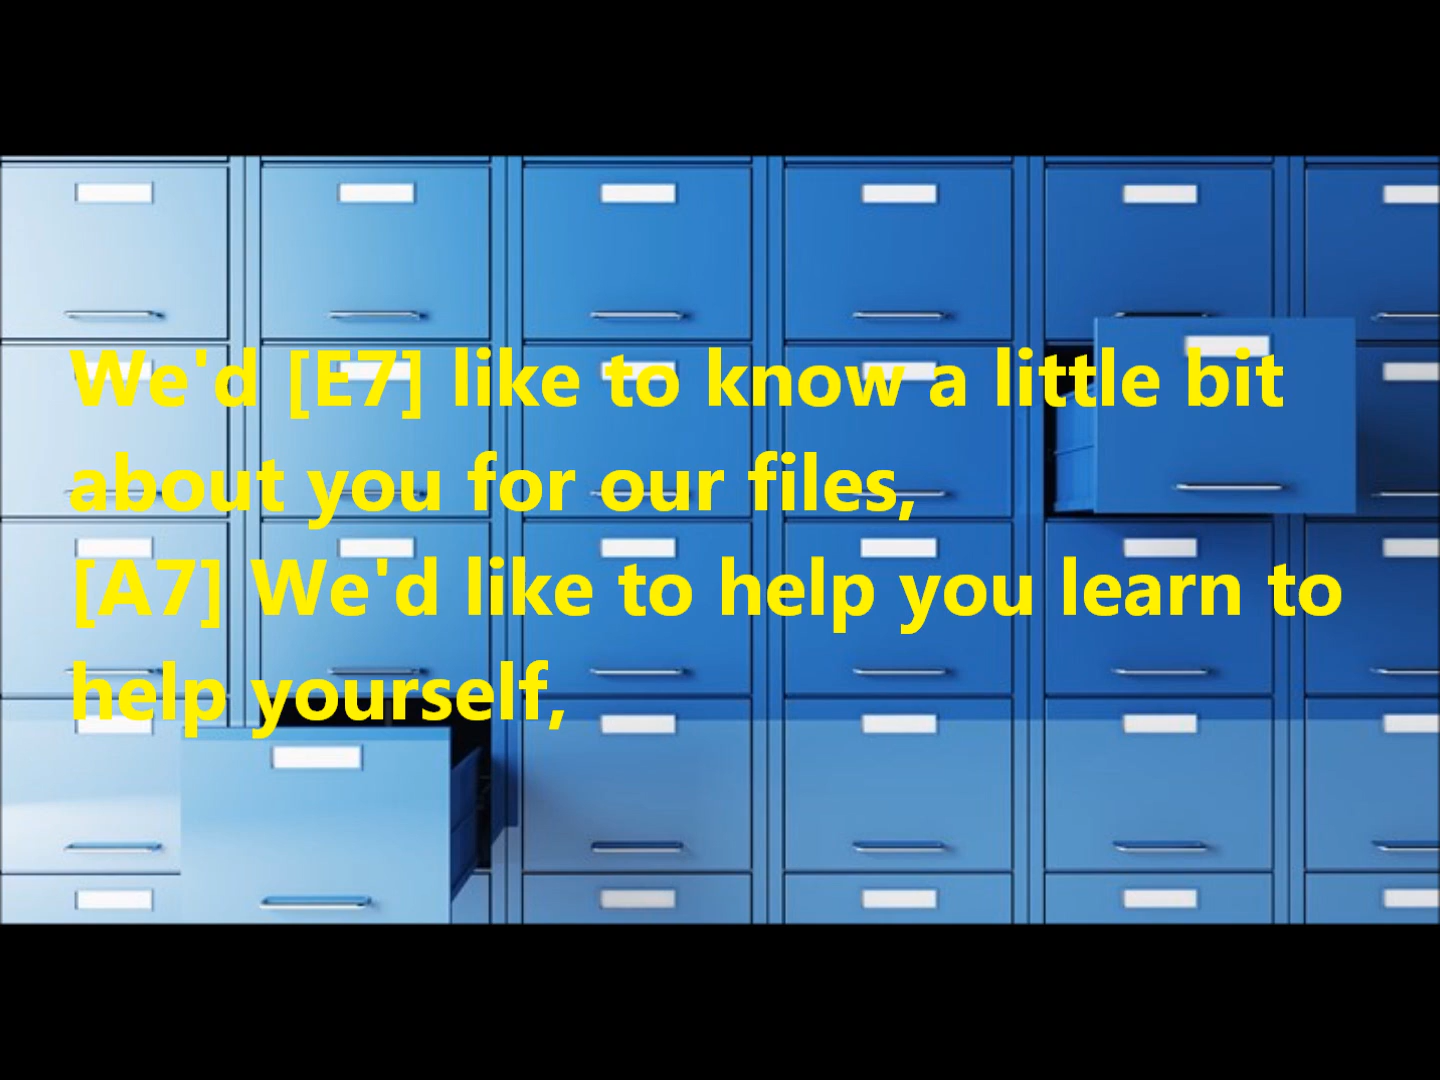 We'd [E7] like to know a little bit
about you for our files,
[A7] We'd like to help you learn to
help yourself,